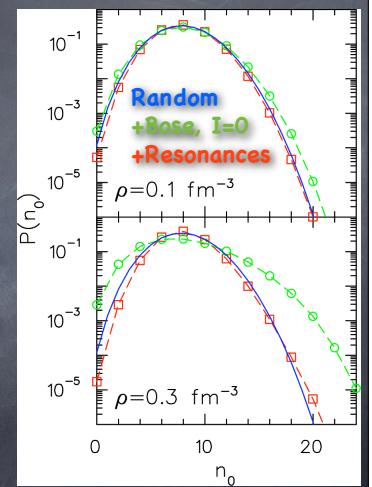 10⁻¹
10⁻³
10⁻⁵
Random
+Bose, I=0
+Resonances
ρ=0.1 fm⁻³
P(n₀)
10⁻¹
10⁻³
10⁻⁵
ρ=0.3 fm⁻³
0 10 20
n₀